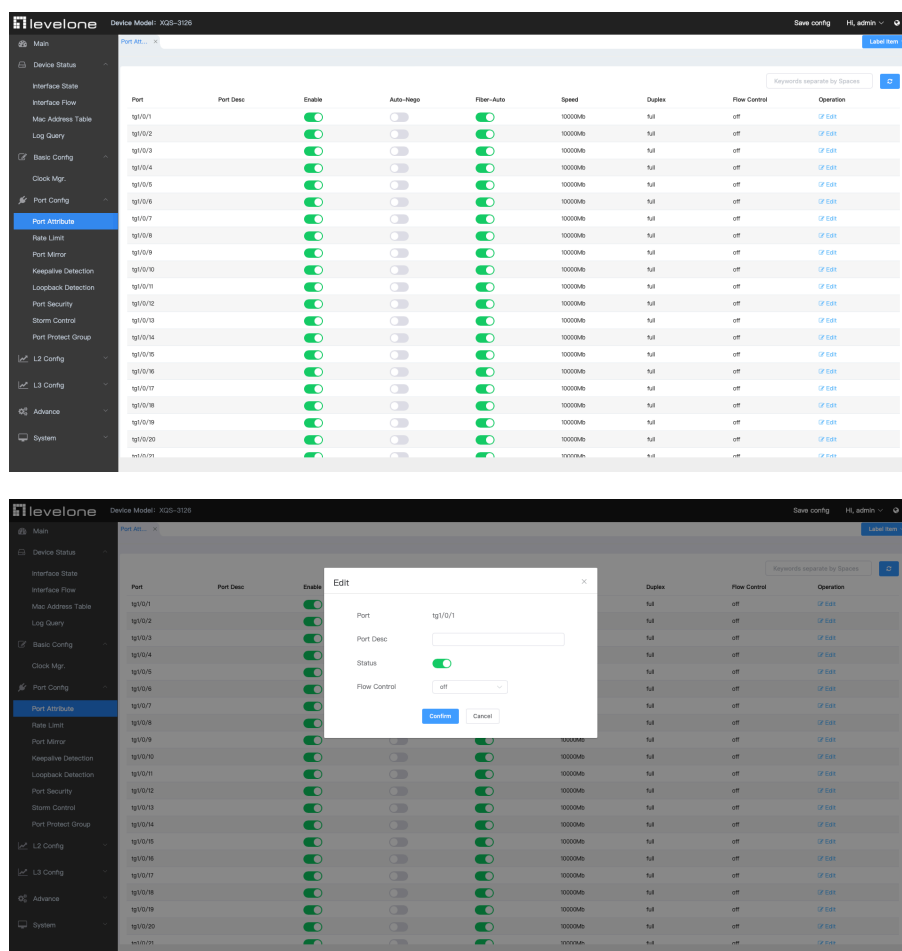 levelone Device Model: XQS-3126 Save config Hi, admin
Main Port Att... × Label Item
Device Status
Keywords separate by Spaces
Interface State
Interface Flow
Mac Address Table
Log Query
Basic Config
Clock Mgr.
Port Config
Port Attribute
Rate Limit
Port Mirror
Keepalive Detection
Loopback Detection
Port Security
Storm Control
Port Protect Group
L2 Config
L3 Config
Advance
System
Port Port Desc Enable Auto-Nego Fiber-Auto Speed Duplex Flow Control Operation
tg1/0/1 10000Mb full off Edit
tg1/0/2 10000Mb full off Edit
tg1/0/3 10000Mb full off Edit
tg1/0/4 10000Mb full off Edit
tg1/0/5 10000Mb full off Edit
tg1/0/6 10000Mb full off Edit
tg1/0/7 10000Mb full off Edit
tg1/0/8 10000Mb full off Edit
tg1/0/9 10000Mb full off Edit
tg1/0/10 10000Mb full off Edit
tg1/0/11 10000Mb full off Edit
tg1/0/12 10000Mb full off Edit
tg1/0/13 10000Mb full off Edit
tg1/0/14 10000Mb full off Edit
tg1/0/15 10000Mb full off Edit
tg1/0/16 10000Mb full off Edit
tg1/0/17 10000Mb full off Edit
tg1/0/18 10000Mb full off Edit
tg1/0/19 10000Mb full off Edit
tg1/0/20 10000Mb full off Edit
tg1/0/21 10000Mb full off Edit
levelone Device Model: XQS-3126 Save config Hi, admin
Main Port Att... × Label Item
Device Status
Keywords separate by Spaces
Interface State
Interface Flow
Mac Address Table
Log Query
Basic Config
Clock Mgr.
Port Config
Port Attribute
Rate Limit
Port Mirror
Keepalive Detection
Loopback Detection
Port Security
Storm Control
Port Protect Group
L2 Config
L3 Config
Advance
System
Port Port Desc Enable Duplex Flow Control Operation
tg1/0/1 full off Edit
tg1/0/2 full off Edit
tg1/0/3 full off Edit
tg1/0/4 full off Edit
tg1/0/5 full off Edit
tg1/0/6 full off Edit
tg1/0/7 full off Edit
tg1/0/8 full off Edit
tg1/0/9 10000Mb full off Edit
tg1/0/10 10000Mb full off Edit
tg1/0/11 10000Mb full off Edit
tg1/0/12 10000Mb full off Edit
tg1/0/13 10000Mb full off Edit
tg1/0/14 10000Mb full off Edit
tg1/0/15 10000Mb full off Edit
tg1/0/16 10000Mb full off Edit
tg1/0/17 10000Mb full off Edit
tg1/0/18 10000Mb full off Edit
tg1/0/19 10000Mb full off Edit
tg1/0/20 10000Mb full off Edit
tg1/0/21 10000Mb full off Edit
Edit ×
Port tg1/0/1
Port Desc
Status
Flow Control off
Confirm Cancel